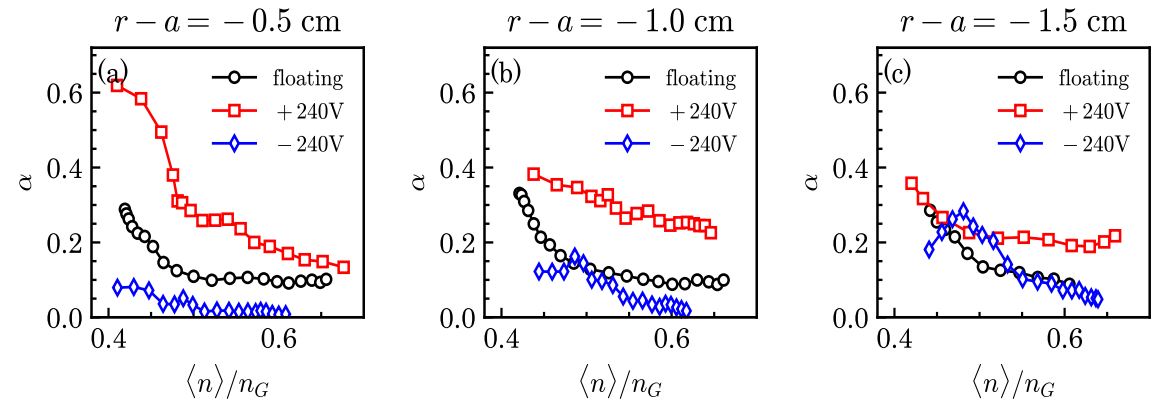 r − a = − 0.5 cm
r − a = − 1.0 cm
r − a = − 1.5 cm
(a)
floating
+ 240V
− 240V
α
0.6
0.4
0.2
0.0
0.4
0.6
⟨n⟩/n_G
(b)
floating
+ 240V
− 240V
α
0.6
0.4
0.2
0.0
0.4
0.6
⟨n⟩/n_G
(c)
floating
+ 240V
− 240V
α
0.6
0.4
0.2
0.0
0.4
0.6
⟨n⟩/n_G